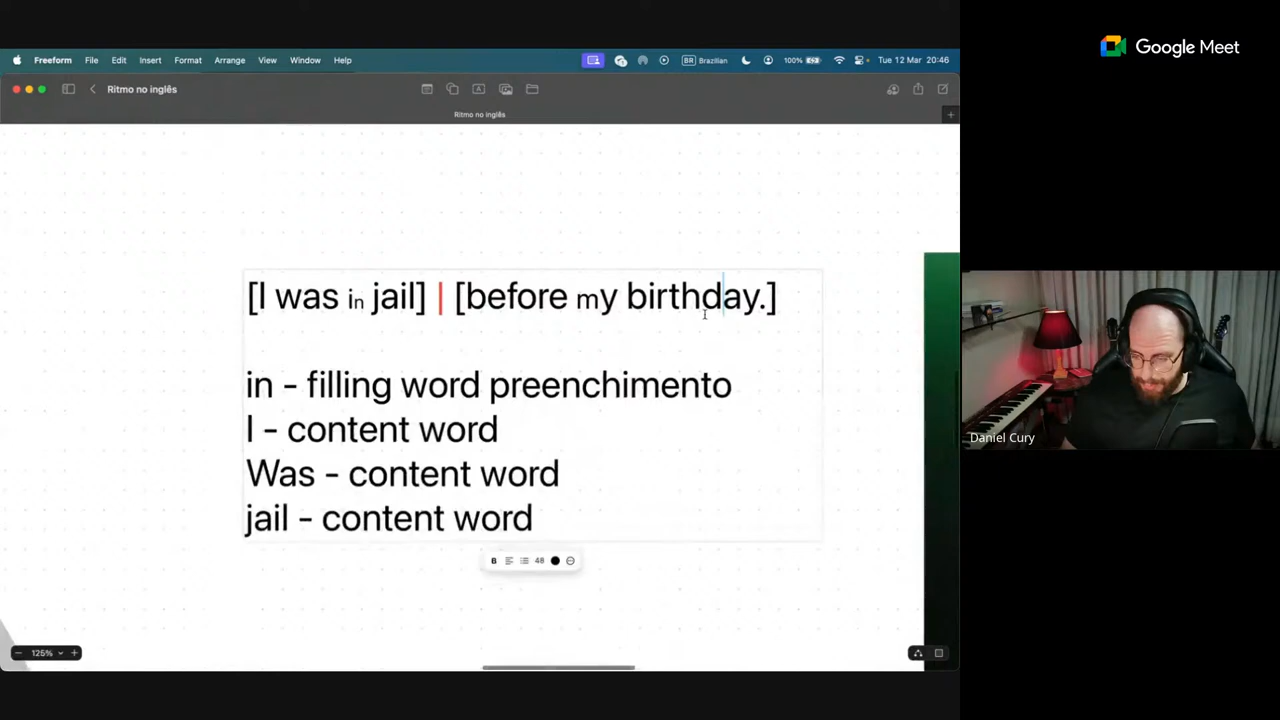 Google Meet
Freeform File Edit Insert Format Arrange View Window Help BR Brazilian 100% Tue 12 Mar 20:46
Ritmo no inglês
Ritmo no inglês
[I was in jail] | [before my birthday.]
in - filling word preenchimento
I - content word
Was - content word
jail - content word
B 48
Daniel Cury
125%